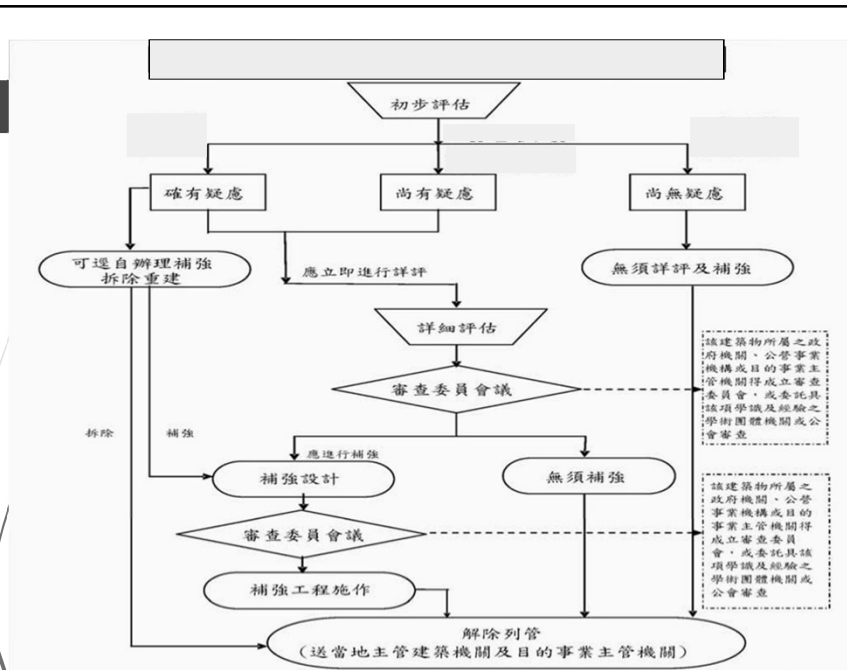 初步評估
確有疑慮
尚有疑慮
尚無疑慮
可逕自辦理補強
拆除重建
應立即進行詳評
無須詳評及補強
詳細評估
審查委員會議
該建築物所屬之政
府機關、公營事業
機構或目的事業主
管機關得成立審查
委員會，或委託具
該項學識及經驗之
學術團體機關或公
會審查
拆除
補強
應進行補強
補強設計
無須補強
審查委員會議
該建築物所屬之
政府機關、公營
事業機構或目的
事業主管機關得
成立審查委員
會，或委託具該
項學識及經驗之
學術團體機關或
公會審查
補強工程施作
解除列管
（送當地主管建築機關及目的事業主管機關）